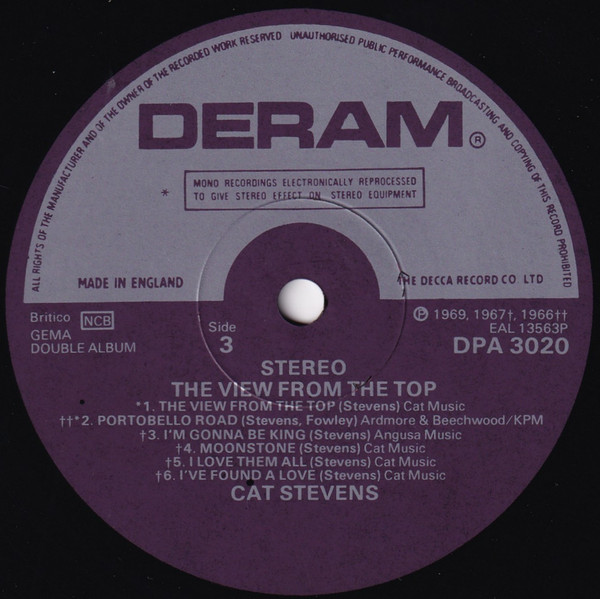 ALL RIGHTS OF THE MANUFACTURER AND OF THE OWNER OF THE RECORDED WORK RESERVED UNAUTHORISED PUBLIC PERFORMANCE BROADCASTING AND COPYING OF THIS RECORD PROHIBITED
DERAM ®
* MONO RECORDINGS ELECTRONICALLY REPROCESSED
TO GIVE STEREO EFFECT ON STEREO EQUIPMENT
MADE IN ENGLAND THE DECCA RECORD CO LTD
Britico NCB ℗ 1969, 1967†, 1966††
GEMA Side EAL 13563P
DOUBLE ALBUM 3 DPA 3020
STEREO
THE VIEW FROM THE TOP
*1. THE VIEW FROM THE TOP (Stevens) Cat Music
††*2. PORTOBELLO ROAD (Stevens, Fowley) Ardmore & Beechwood/KPM
†3. I'M GONNA BE KING (Stevens) Angusa Music
†4. MOONSTONE (Stevens) Cat Music
†5. I LOVE THEM ALL (Stevens) Cat Music
†6. I'VE FOUND A LOVE (Stevens) Cat Music
CAT STEVENS